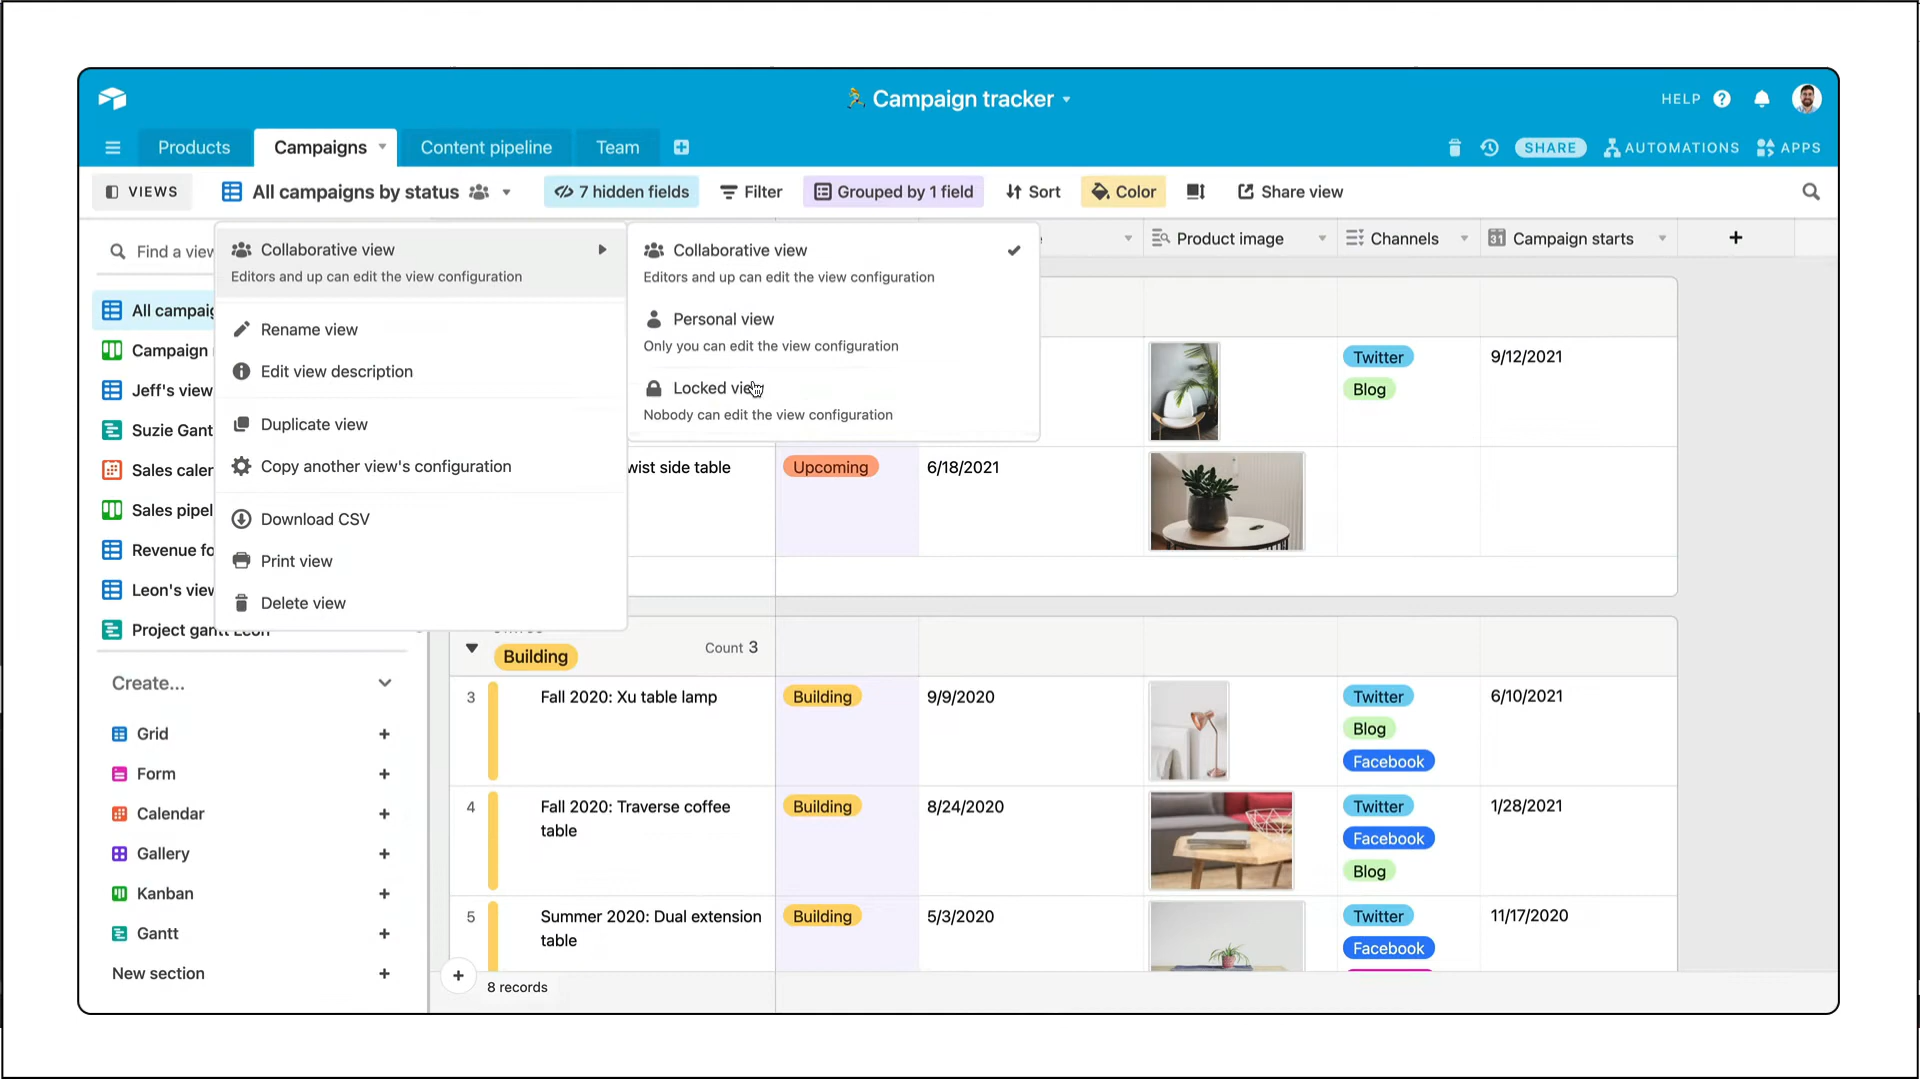 Campaign tracker
HELP
Products
Campaigns
Content pipeline
Team
SHARE
AUTOMATIONS
APPS
VIEWS
All campaigns by status
7 hidden fields
Filter
Grouped by 1 field
Sort
Color
Share view
Find a view
Collaborative view
Editors and up can edit the view configuration
Rename view
Edit view description
Duplicate view
Copy another view's configuration
Download CSV
Print view
Delete view
Collaborative view
Editors and up can edit the view configuration
Personal view
Only you can edit the view configuration
Locked view
Nobody can edit the view configuration
Product image
Channels
31
Campaign starts
All campaig
Campaign
Jeff's view
Suzie Gant
Sales caler
Sales pipel
Revenue fo
Leon's view
Project gantt Leon
Create...
Grid
Form
Calendar
Gallery
Kanban
Gantt
New section
Twitter
Blog
9/12/2021
wist side table
Upcoming
6/18/2021
Building
Count 3
3
Fall 2020: Xu table lamp
Building
9/9/2020
Twitter
Blog
Facebook
6/10/2021
4
Fall 2020: Traverse coffee
table
Building
8/24/2020
Twitter
Facebook
Blog
1/28/2021
5
Summer 2020: Dual extension
table
Building
5/3/2020
Twitter
Facebook
11/17/2020
8 records